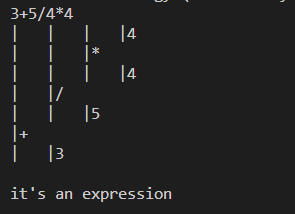 3+5/4*4
|   |   |   |4
|   |   |*
|   |   |   |4
|   |/
|   |   |5
|+
|   |3
it's an expression